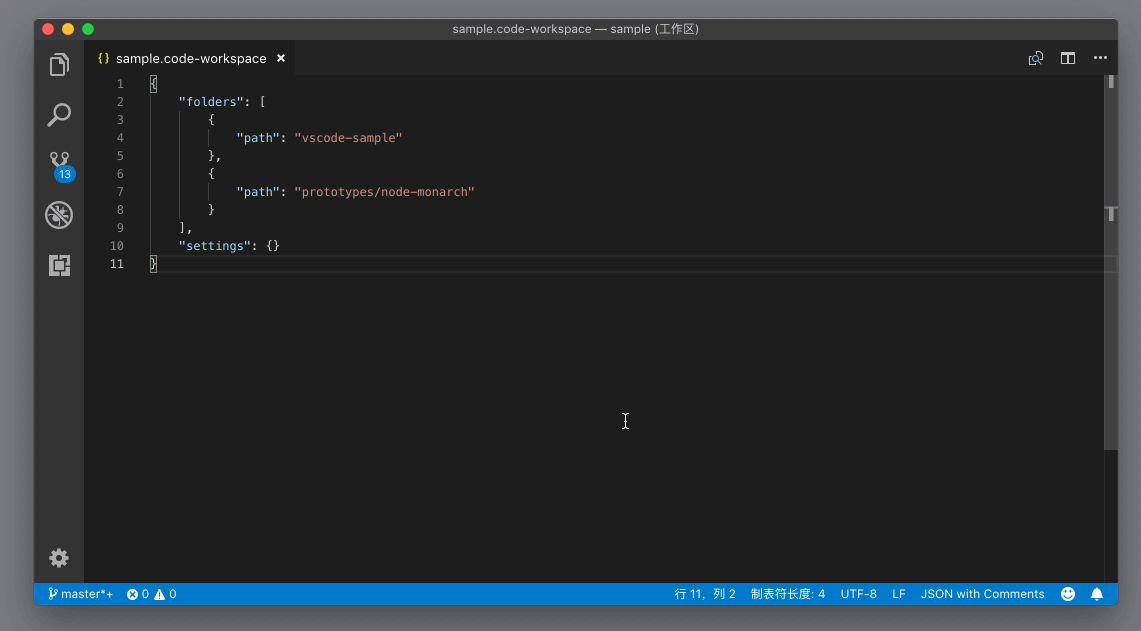 sample.code-workspace — sample (工作区)
{} sample.code-workspace ×
1 {
2 "folders": [
3 {
4 "path": "vscode-sample"
5 },
6 {
7 "path": "prototypes/node-monarch"
8 }
9 ],
10 "settings": {}
11 }
13
master*+ 0 0 行 11，列 2 制表符长度: 4 UTF-8 LF JSON with Comments